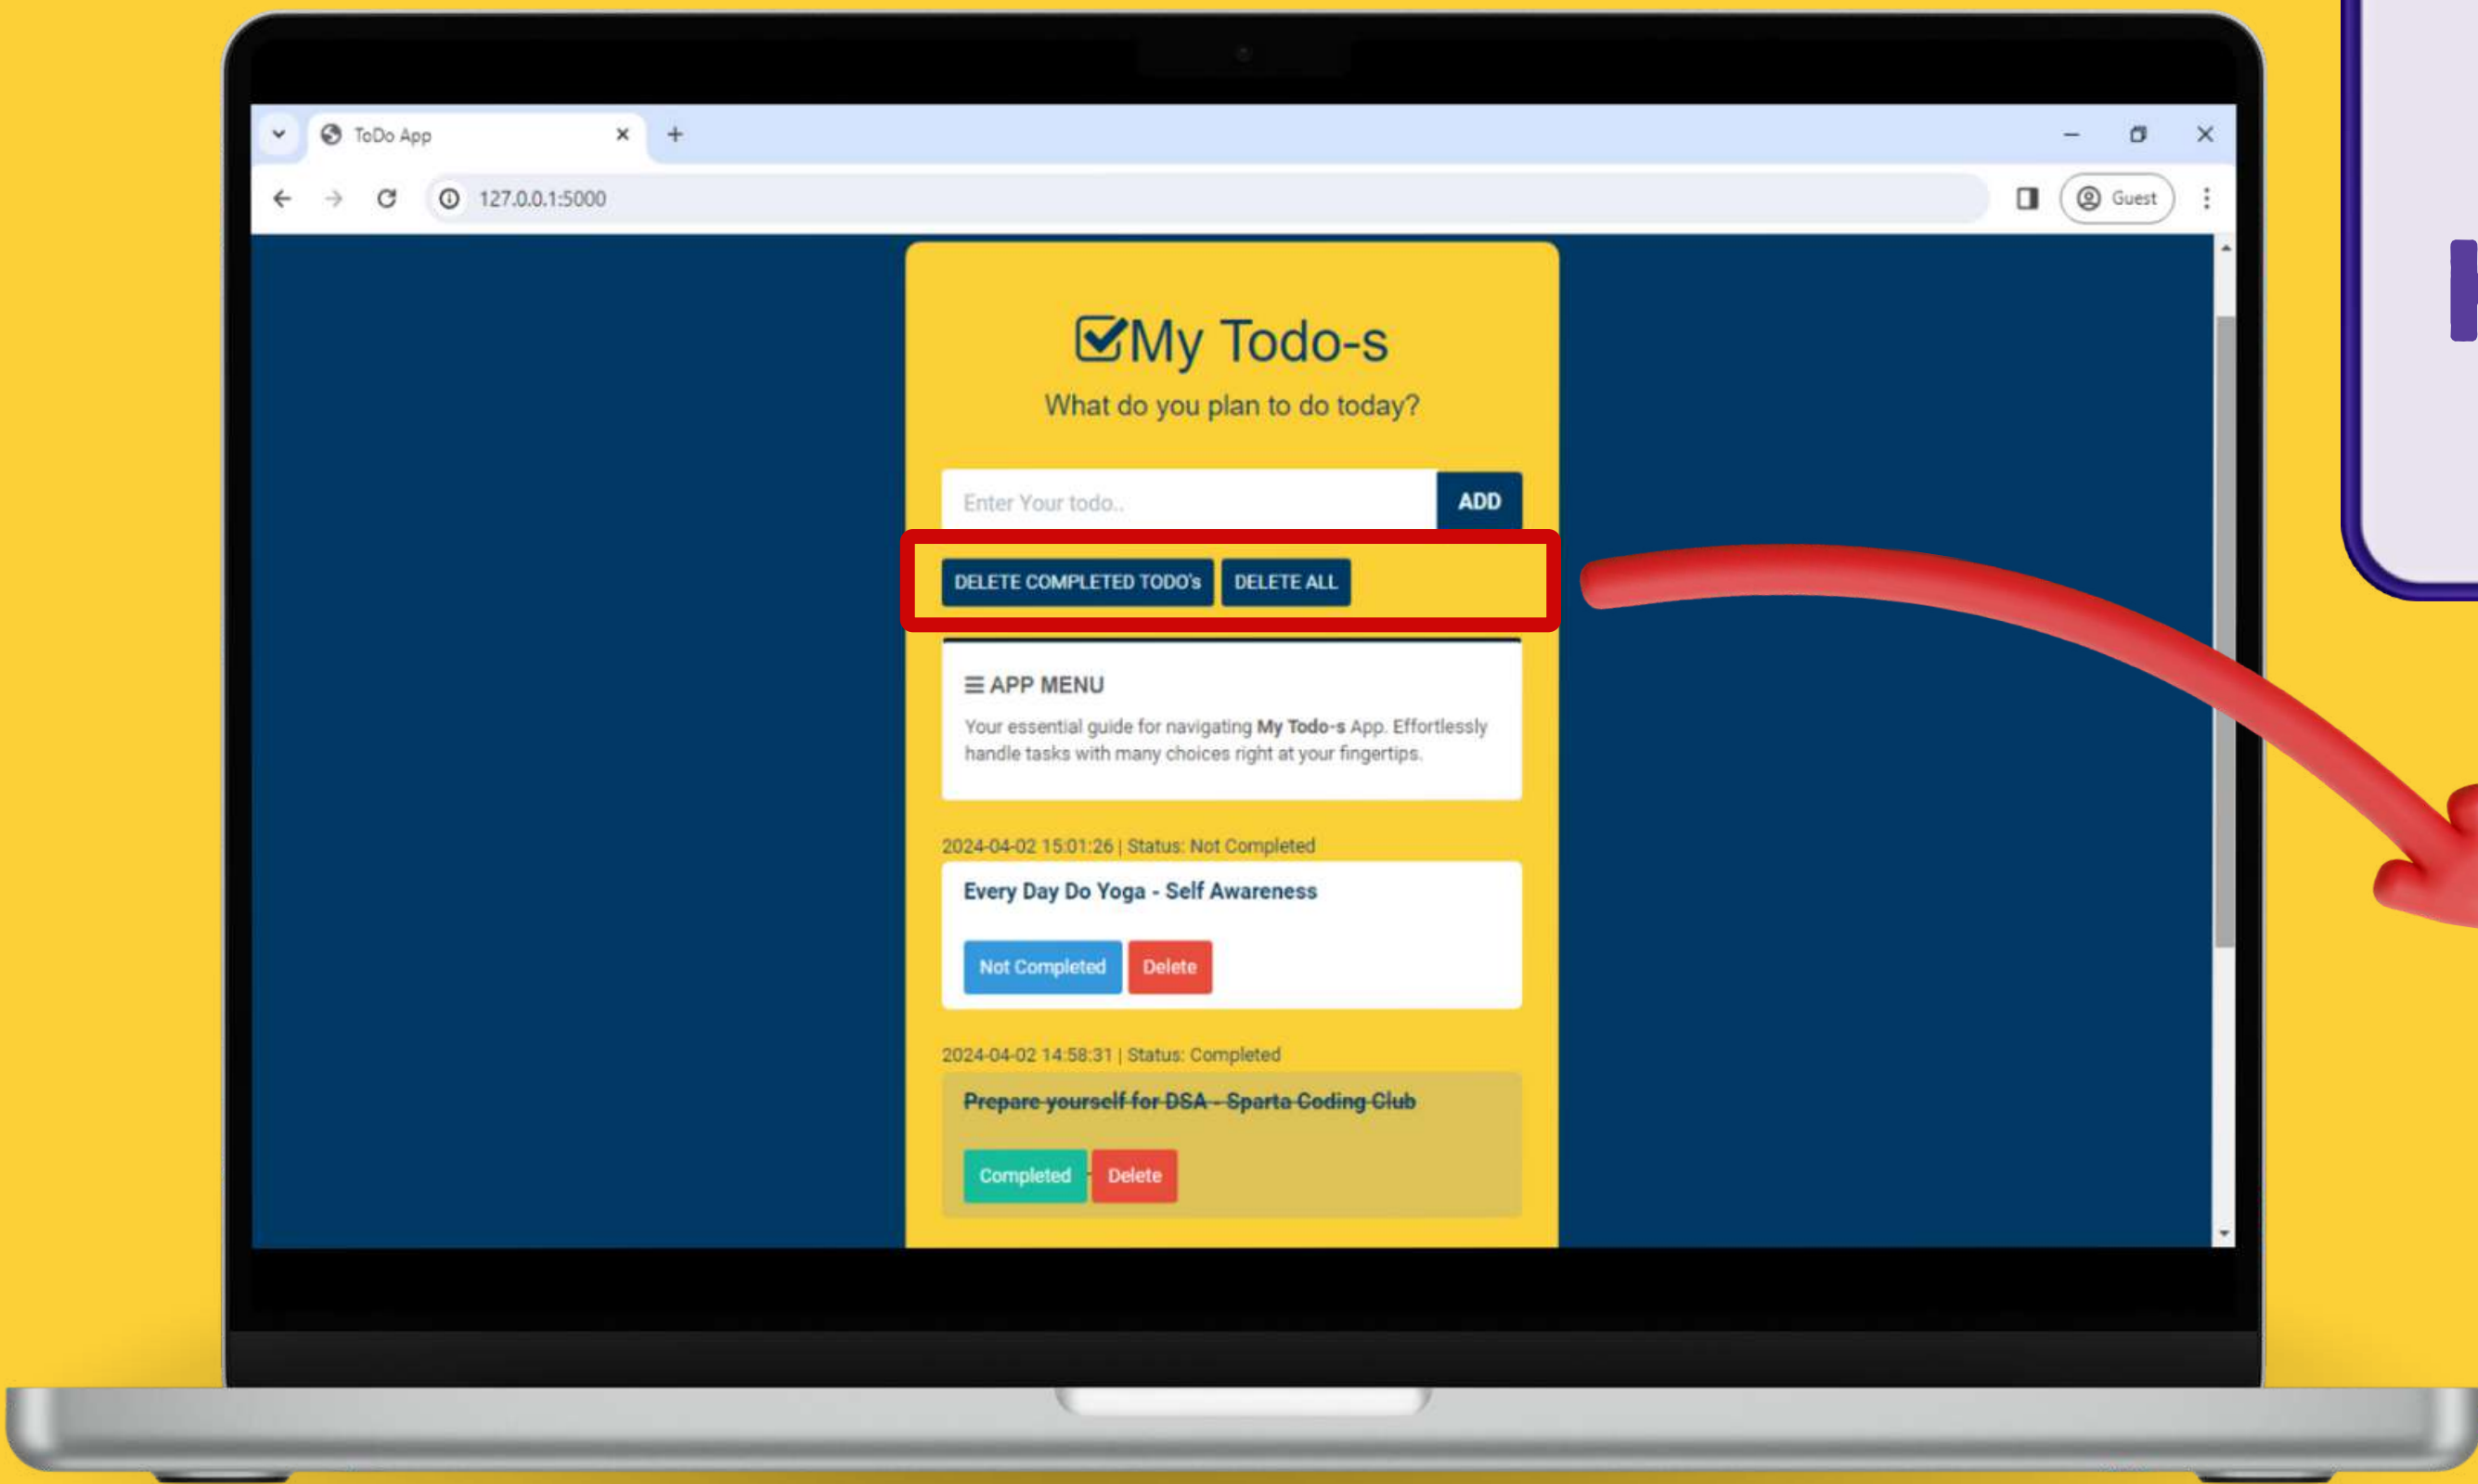 ToDo App
127.0.0.1:5000
Guest
My Todo-s
What do you plan to do today?
Enter Your todo..
ADD
DELETE COMPLETED TODO's
DELETE ALL
APP MENU
Your essential guide for navigating My Todo-s App. Effortlessly
handle tasks with many choices right at your fingertips.
2024-04-02 15:01:26 | Status: Not Completed
Every Day Do Yoga - Self Awareness
Not Completed
Delete
2024-04-02 14:58:31 | Status: Completed
Prepare yourself for DSA - Sparta Coding Club
Completed
Delete